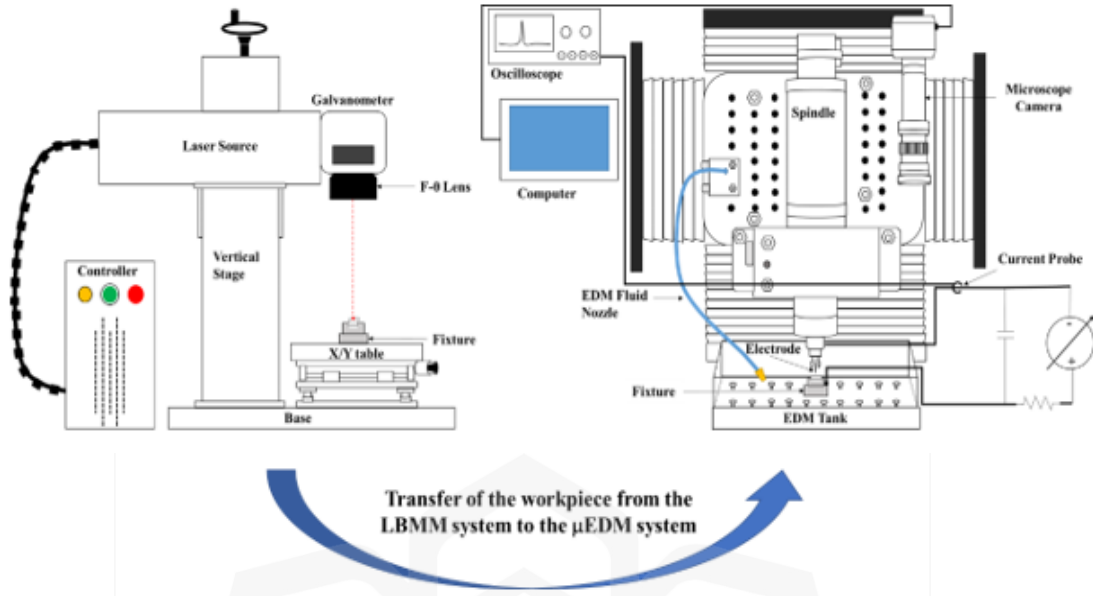 Galvanometer
Laser Source
F-θ Lens
Vertical
Stage
Controller
Fixture
X/Y table
Base
Oscilloscope
Computer
Spindle
Microscope
Camera
Current Probe
EDM Fluid
Nozzle
Electrode
Fixture
EDM Tank
Transfer of the workpiece from the
LBMM system to the μEDM system